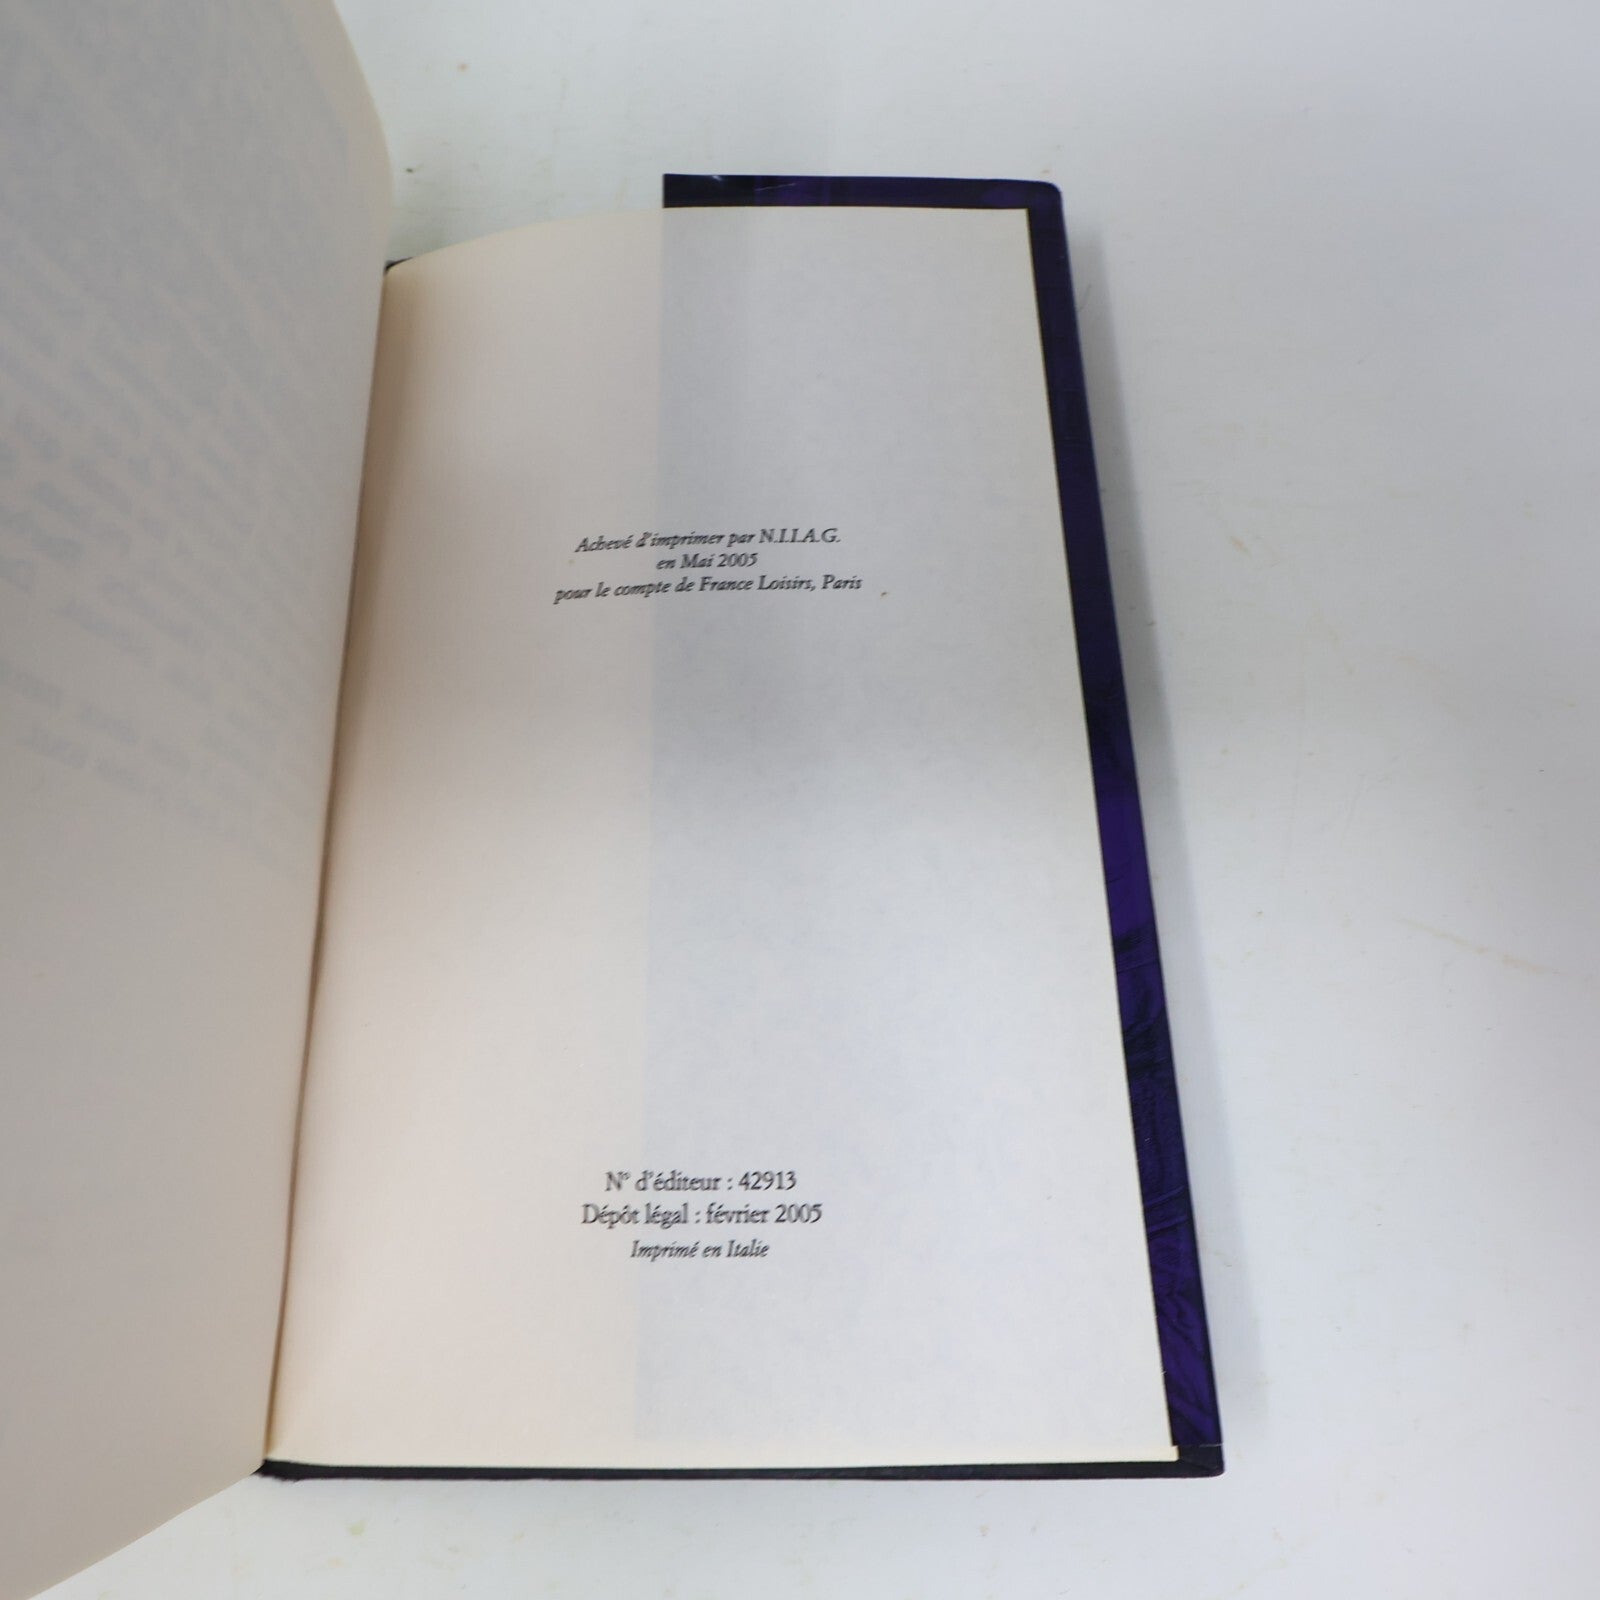 Achevé d'imprimer par N.I.I.A.G.
en Mai 2005
pour le compte de France Loisirs, Paris
N° d'éditeur : 42913
Dépôt légal : février 2005
Imprimé en Italie